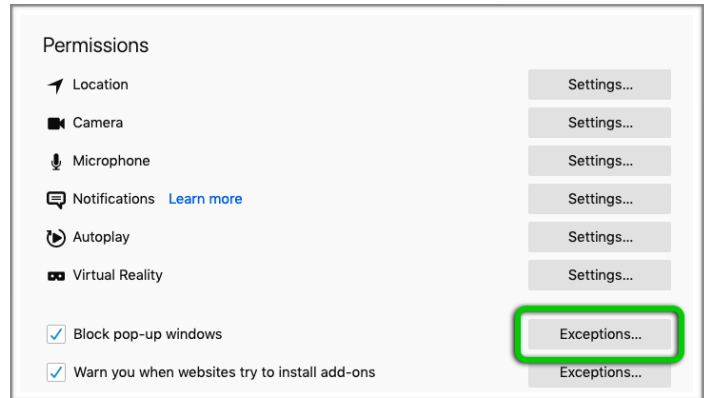 Permissions
Location Settings...
Camera Settings...
Microphone Settings...
Notifications Learn more Settings...
Autoplay Settings...
Virtual Reality Settings...
Block pop-up windows Exceptions...
Warn you when websites try to install add-ons Exceptions...